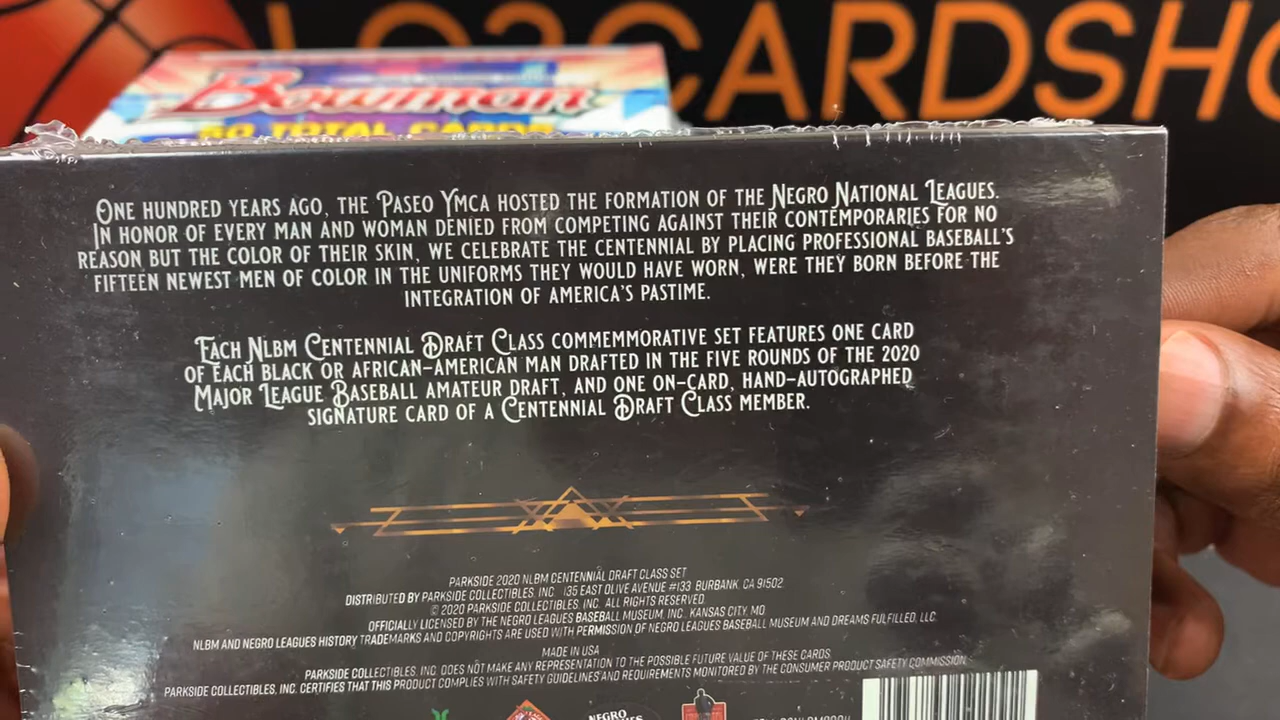 LO2CARDSHO
Bowman
50 TOTAL CARDS
ONE HUNDRED YEARS AGO, THE PASEO YMCA HOSTED THE FORMATION OF THE NEGRO NATIONAL LEAGUES.
IN HONOR OF EVERY MAN AND WOMAN DENIED FROM COMPETING AGAINST THEIR CONTEMPORARIES FOR NO
REASON BUT THE COLOR OF THEIR SKIN, WE CELEBRATE THE CENTENNIAL BY PLACING PROFESSIONAL BASEBALL'S
FIFTEEN NEWEST MEN OF COLOR IN THE UNIFORMS THEY WOULD HAVE WORN, WERE THEY BORN BEFORE THE
INTEGRATION OF AMERICA'S PASTIME.
EACH NLBM CENTENNIAL DRAFT CLASS COMMEMMORATIVE SET FEATURES ONE CARD
OF EACH BLACK OR AFRICAN-AMERICAN MAN DRAFTED IN THE FIVE ROUNDS OF THE 2020
MAJOR LEAGUE BASEBALL AMATEUR DRAFT, AND ONE ON-CARD, HAND-AUTOGRAPHED
SIGNATURE CARD OF A CENTENNIAL DRAFT CLASS MEMBER.
PARKSIDE 2020 NLBM CENTENNIAL DRAFT CLASS SET
DISTRIBUTED BY PARKSIDE COLLECTIBLES, INC. 135 EAST OLIVE AVENUE #133 BURBANK, CA 91502
© 2020 PARKSIDE COLLECTIBLES, INC. ALL RIGHTS RESERVED.
OFFICIALLY LICENSED BY THE NEGRO LEAGUES BASEBALL MUSEUM, INC., KANSAS CITY, MO
NLBM AND NEGRO LEAGUES HISTORY TRADEMARKS AND COPYRIGHTS ARE USED WITH PERMISSION OF NEGRO LEAGUES BASEBALL MUSEUM AND DREAMS FULFILLED, LLC.
MADE IN USA
PARKSIDE COLLECTIBLES, INC. DOES NOT MAKE ANY REPRESENTATION TO THE POSSIBLE FUTURE VALUE OF THESE CARDS.
PARKSIDE COLLECTIBLES, INC. CERTIFIES THAT THIS PRODUCT COMPLIES WITH SAFETY GUIDELINES AND REQUIREMENTS MONITORED BY THE CONSUMER PRODUCT SAFETY COMMISSION.
NEGRO